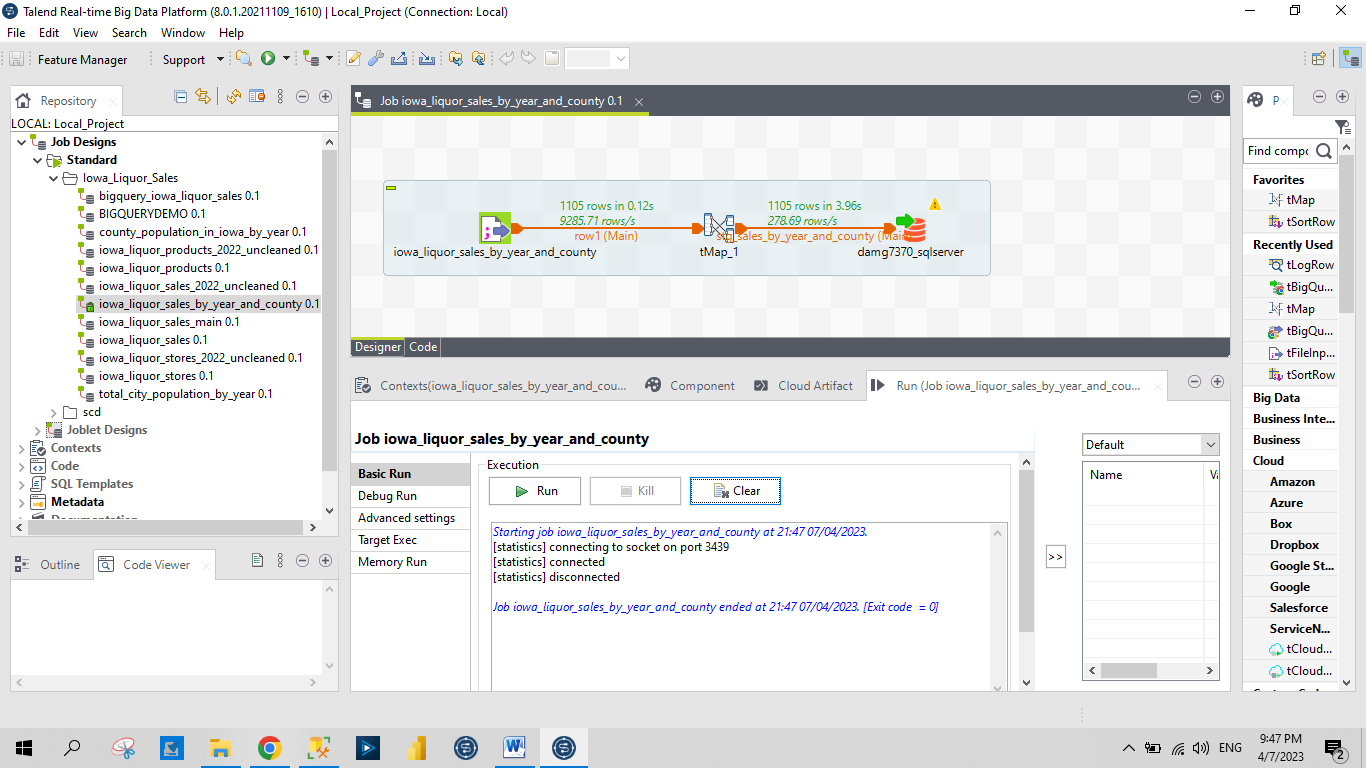 Talend Real-time Big Data Platform (8.0.1.20211109_1610) | Local_Project (Connection: Local)
File Edit View Search Window Help
Feature Manager Support
Repository
LOCAL: Local_Project
Job Designs
Standard
Iowa_Liquor_Sales
bigquery_iowa_liquor_sales 0.1
BIGQUERYDEMO 0.1
county_population_in_iowa_by_year 0.1
iowa_liquor_products_2022_uncleaned 0.1
iowa_liquor_products 0.1
iowa_liquor_sales_2022_uncleaned 0.1
iowa_liquor_sales_by_year_and_county 0.1
iowa_liquor_sales_main 0.1
iowa_liquor_sales 0.1
iowa_liquor_stores_2022_uncleaned 0.1
iowa_liquor_stores 0.1
total_city_population_by_year 0.1
scd
Joblet Designs
Contexts
Code
SQL Templates
Metadata
Documentation
Outline Code Viewer
Job iowa_liquor_sales_by_year_and_county 0.1
1105 rows in 0.12s
9285.71 rows/s
row1 (Main)
1105 rows in 3.96s
278.69 rows/s
_sales_by_year_and_county (Main)
iowa_liquor_sales_by_year_and_county
tMap_1
damg7370_sqlserver
Designer Code
Contexts(iowa_liquor_sales_by_year_and_cou...
Component
Cloud Artifact
Run (Job iowa_liquor_sales_by_year_and_cou...
Job iowa_liquor_sales_by_year_and_county
Basic Run
Debug Run
Advanced settings
Target Exec
Memory Run
Execution
Run Kill Clear
Starting job iowa_liquor_sales_by_year_and_county at 21:47 07/04/2023.
[statistics] connecting to socket on port 3439
[statistics] connected
[statistics] disconnected
Job iowa_liquor_sales_by_year_and_county ended at 21:47 07/04/2023. [Exit code = 0]
>>
Default
Name Va
P
Find compo
Favorites
tMap
tSortRow
Recently Used
tLogRow
tBigQu...
tMap
tBigQu...
tFileInp...
tSortRow
Big Data
Business Inte...
Business
Cloud
Amazon
Azure
Box
Dropbox
Google St...
Google
Salesforce
ServiceN...
tCloud...
tCloud...
ENG
9:47 PM
4/7/2023
2